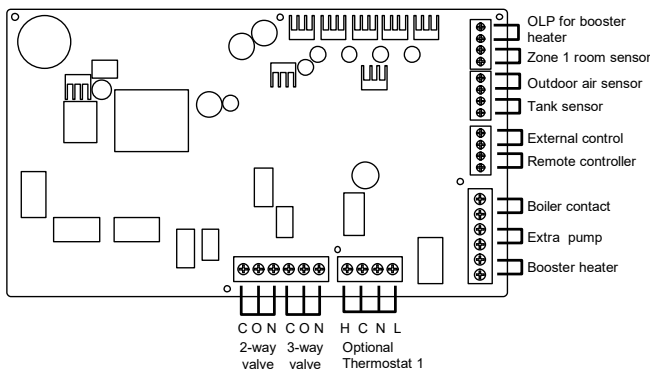 OLP for booster
heater
Zone 1 room sensor
Outdoor air sensor
Tank sensor
External control
Remote controller
Boiler contact
Extra pump
Booster heater
C O N C O N H C N L
2-way 3-way Optional
valve valve Thermostat 1